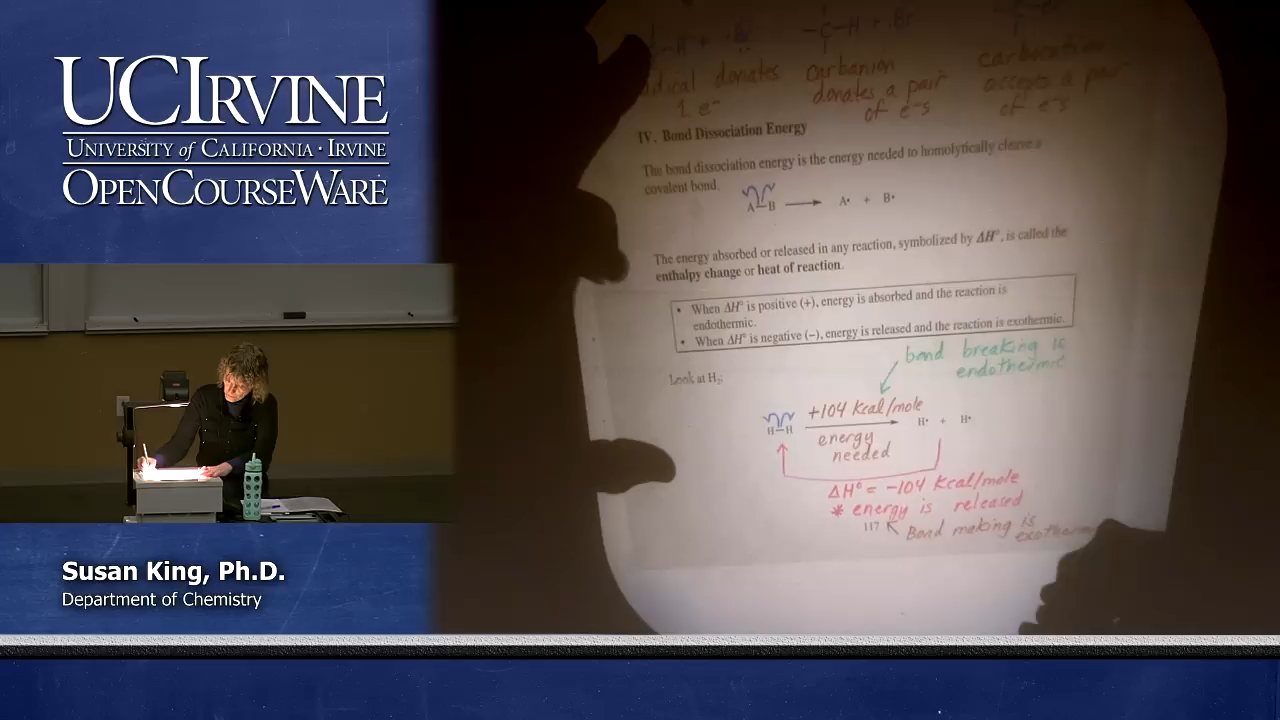 UCIRVINE
UNIVERSITY of CALIFORNIA · IRVINE
OPENCOURSEWARE
Susan King, Ph.D.
Department of Chemistry
donates
1 e-
carbanion
donates a pair
of e-s
carbocation
accepts a pair
of e-s
IV. Bond Dissociation Energy
The bond dissociation energy is the energy needed to homolytically cleave a
covalent bond.
A—B → A• + B•
The energy absorbed or released in any reaction, symbolized by ΔH°, is called the
enthalpy change or heat of reaction.
• When ΔH° is positive (+), energy is absorbed and the reaction is
endothermic.
• When ΔH° is negative (−), energy is released and the reaction is exothermic.
bond breaking is
endothermic
Look at H₂:
+104 Kcal/mole
H—H → H• + H•
energy
needed
ΔH° = -104 Kcal/mole
* energy is released
117
Bond making is